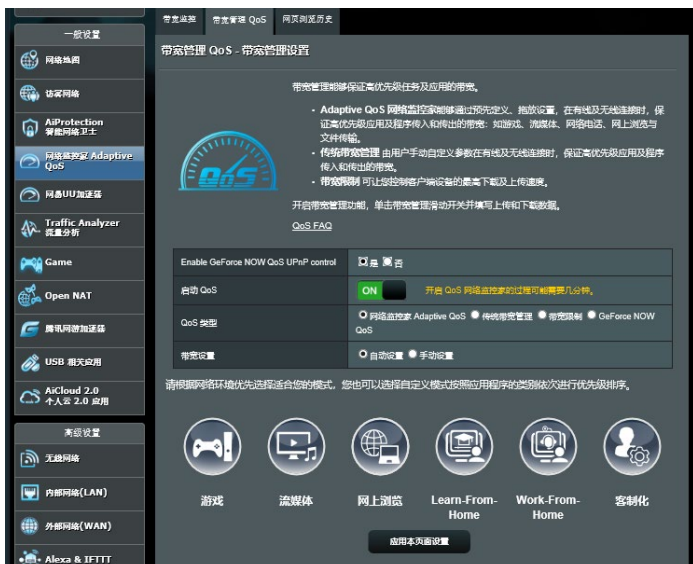 带宽监控 带宽管理 QoS 网页浏览历史
一般设置
网络地图
访客网络
AiProtection
智能网络卫士
网络监控家 Adaptive
QoS
网易UU加速器
Traffic Analyzer
流量分析
Game
Open NAT
腾讯网游加速器
USB 相关应用
AiCloud 2.0
个人云 2.0 应用
高级设置
无线网络
内部网络(LAN)
外部网络(WAN)
Alexa & IFTTT
带宽管理 QoS - 带宽管理设置
QoS
带宽管理能够保证高优先级任务及应用的带宽。
• Adaptive QoS 网络监控家能够通过预先定义、拖放设置，在有线及无线连接时，保
证高优先级应用及程序传入和传出的带宽：如游戏、流媒体、网络电话、网上浏览与
文件传输。
• 传统带宽管理 由用户手动自定义参数在有线及无线连接时，保证高优先级应用及程序
传入和传出的带宽。
• 带宽限制 可让您控制客户端设备的最高下载及上传速度。
开启带宽管理功能，单击带宽管理滑动开关并填写上传和下载数据。
QoS FAQ
Enable GeForce NOW QoS UPnP control 是 否
启动 QoS ON 开启 QoS 网络监控家的过程可能需要几分钟。
QoS 类型 网络监控家 Adaptive QoS 传统带宽管理 带宽限制 GeForce NOW
QoS
带宽设置 自动设置 手动设置
请根据网络环境优先选择适合您的模式，您也可以选择自定义模式按照应用程序的类别依次进行优先级排序。
游戏 流媒体 网上浏览 Learn-From-
Home Work-From-
Home 客制化
应用本页面设置